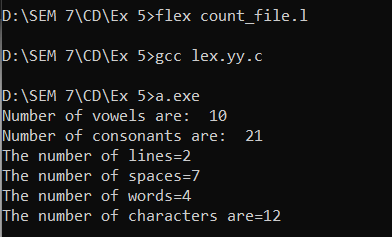 D:\SEM 7\CD\Ex 5>flex count_file.l
D:\SEM 7\CD\Ex 5>gcc lex.yy.c
D:\SEM 7\CD\Ex 5>a.exe
Number of vowels are:  10
Number of consonants are:  21
The number of lines=2
The number of spaces=7
The number of words=4
The number of characters are=12